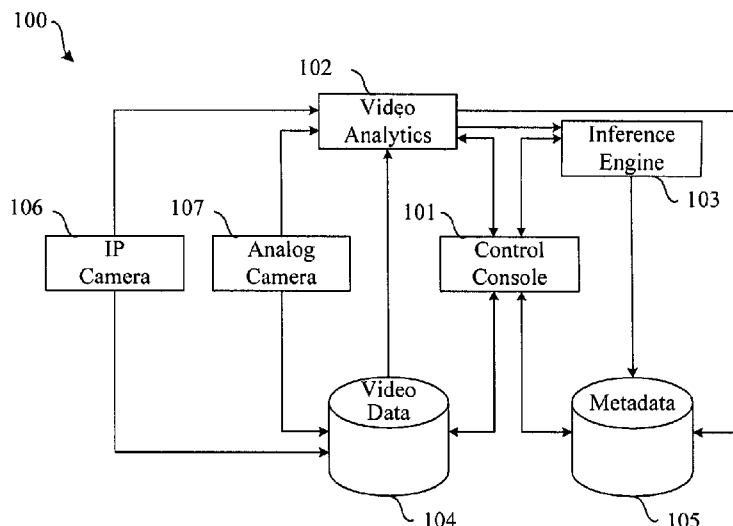 100
102
Video
Analytics
Inference
Engine
103
106
IP
Camera
107
Analog
Camera
101
Control
Console
Video
Data
104
Metadata
105